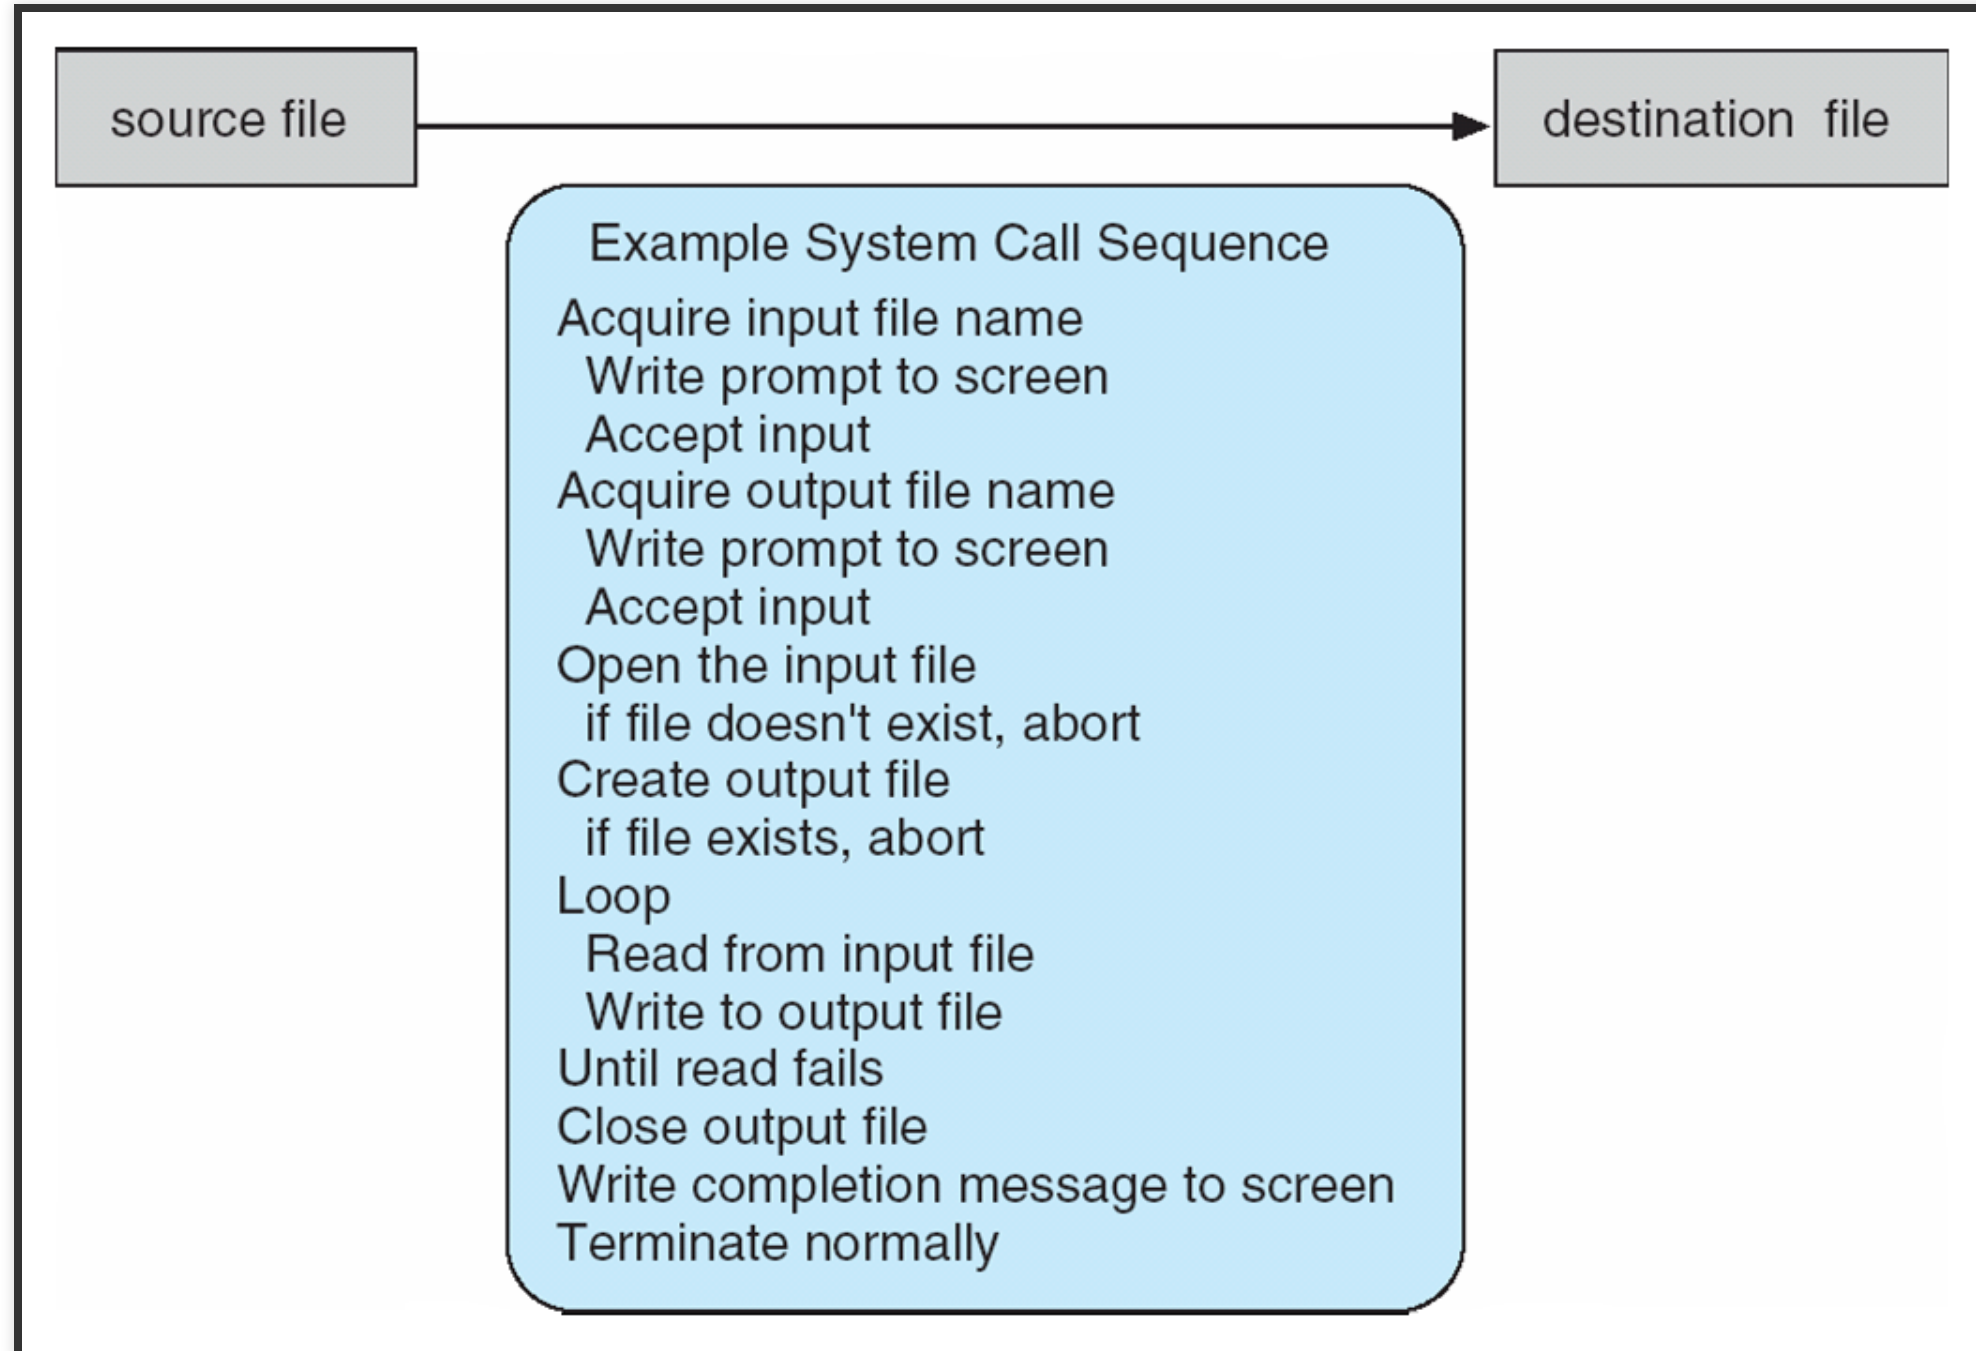 source file
destination file
Example System Call Sequence
Acquire input file name
Write prompt to screen
Accept input
Acquire output file name
Write prompt to screen
Accept input
Open the input file
if file doesn't exist, abort
Create output file
if file exists, abort
Loop
Read from input file
Write to output file
Until read fails
Close output file
Write completion message to screen
Terminate normally